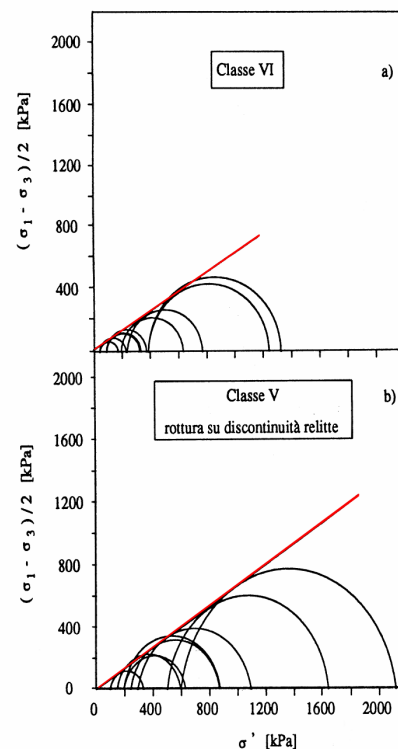 2000
1600
1200
800
400
(σ1 - σ3)/2 [kPa]
Classe VI
a)
2000
1600
1200
800
400
0
(σ1 - σ3)/2 [kPa]
Classe V
rottura su discontinuità relitte
b)
0 400 800 1200 1600 2000
σ' [kPa]